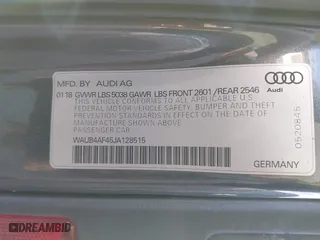 MFD. BY AUDI AG
01.18 GVWR LBS 5038 GAWR LBS FRONT 2601 /REAR 2546
THIS VEHICLE CONFORMS TO ALL APPLICABLE U.S.
FEDERAL MOTOR VEHICLE SAFETY, BUMPER AND THEFT
PREVENTION STANDARDS IN EFFECT ON THE DATE OF
MANUFACTURE SHOWN ABOVE
PASSENGER CAR
WAUB4AF45JA128515
0520845
GERMANY
DREAMBID